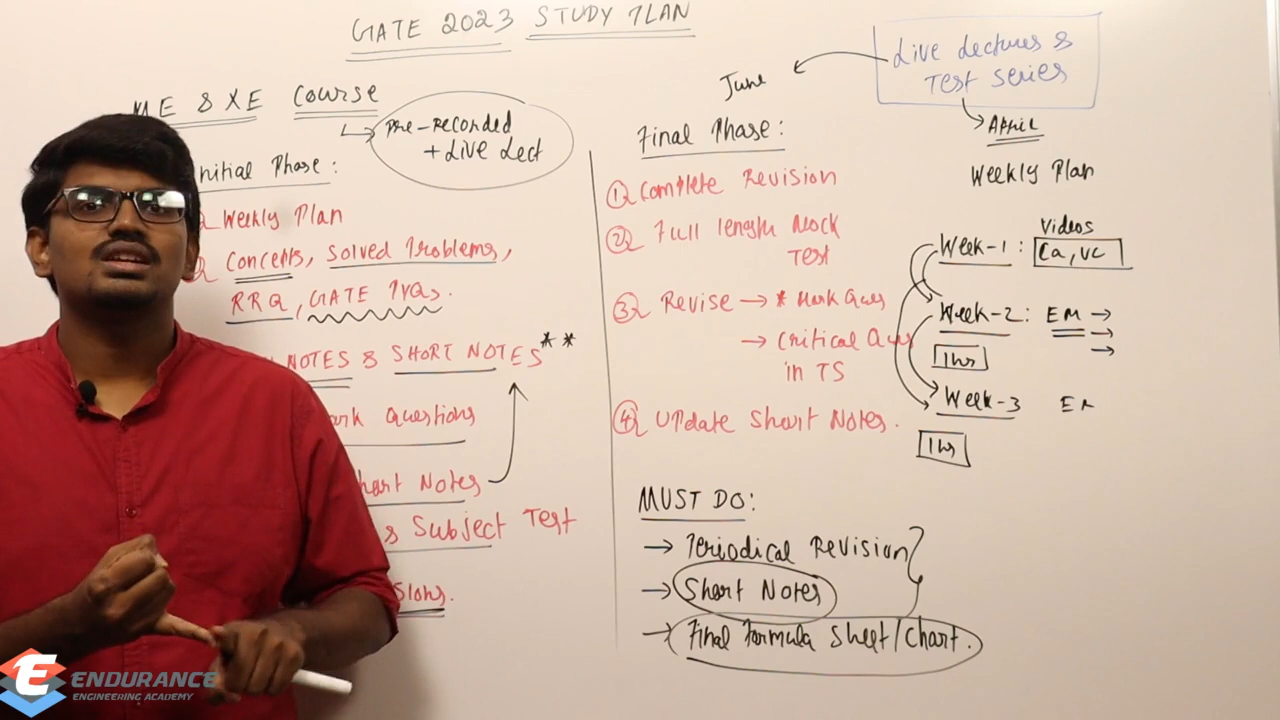 GATE 2023 STUDY PLAN
ME & XE Course
Pre-recorded
+ Live Lect
Initial Phase:
Weekly Plan
Concepts, Solved Problems,
RRQ, GATE PYQs.
NOTES & SHORT NOTES**
Mark Questions
Short Notes
& Subject Test
June
Final Phase:
① Complete Revision
② Full length Mock
Test
③ Revise → * Mark Ques
→ Critical Ques
in TS
④ Update Short Notes.
MUST DO:
→ Periodical Revision
→ Short Notes
→ Final Formula Sheet/Chart.
Live Lectures &
Test Series
April
Weekly Plan
Videos
Week-1: La, VC
Week-2: EM →
→
→
1hr
Week-3 EM
1hr
E
ENDURANCE
ENGINEERING ACADEMY